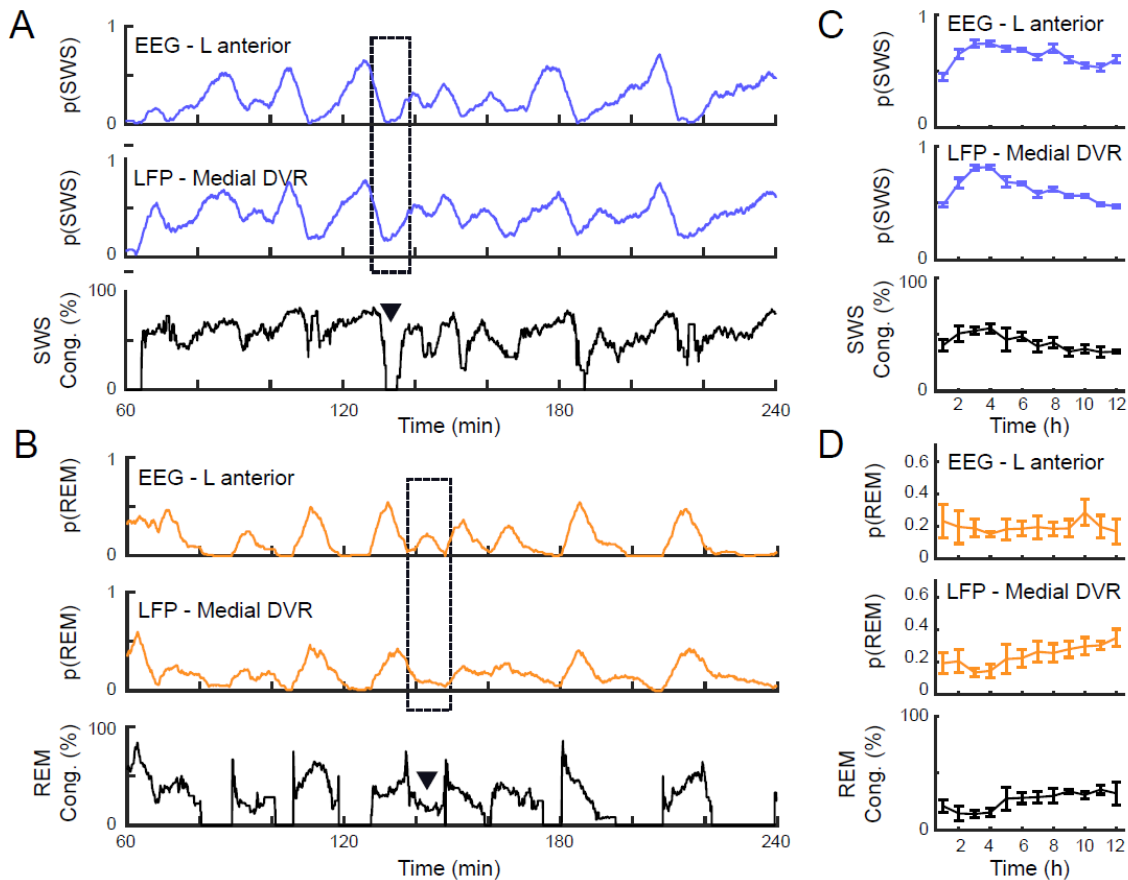 A
1
EEG - L anterior
p(SWS)
0
1
LFP - Medial DVR
p(SWS)
0
100
SWS
Cong. (%)
0
60
120
180
240
Time (min)
B
1
EEG - L anterior
p(REM)
0
1
LFP - Medial DVR
p(REM)
0
100
REM
Cong. (%)
0
60
120
180
240
Time (min)
C
1
EEG - L anterior
p(SWS)
0
1
LFP - Medial DVR
p(SWS)
0
100
SWS
Cong. (%)
0
2 4 6 8 10 12
Time (h)
D
EEG - L anterior
0.6
0.4
0.2
0
p(REM)
LFP - Medial DVR
0.6
0.4
0.2
0
p(REM)
100
REM
Cong. (%)
0
2 4 6 8 10 12
Time (h)